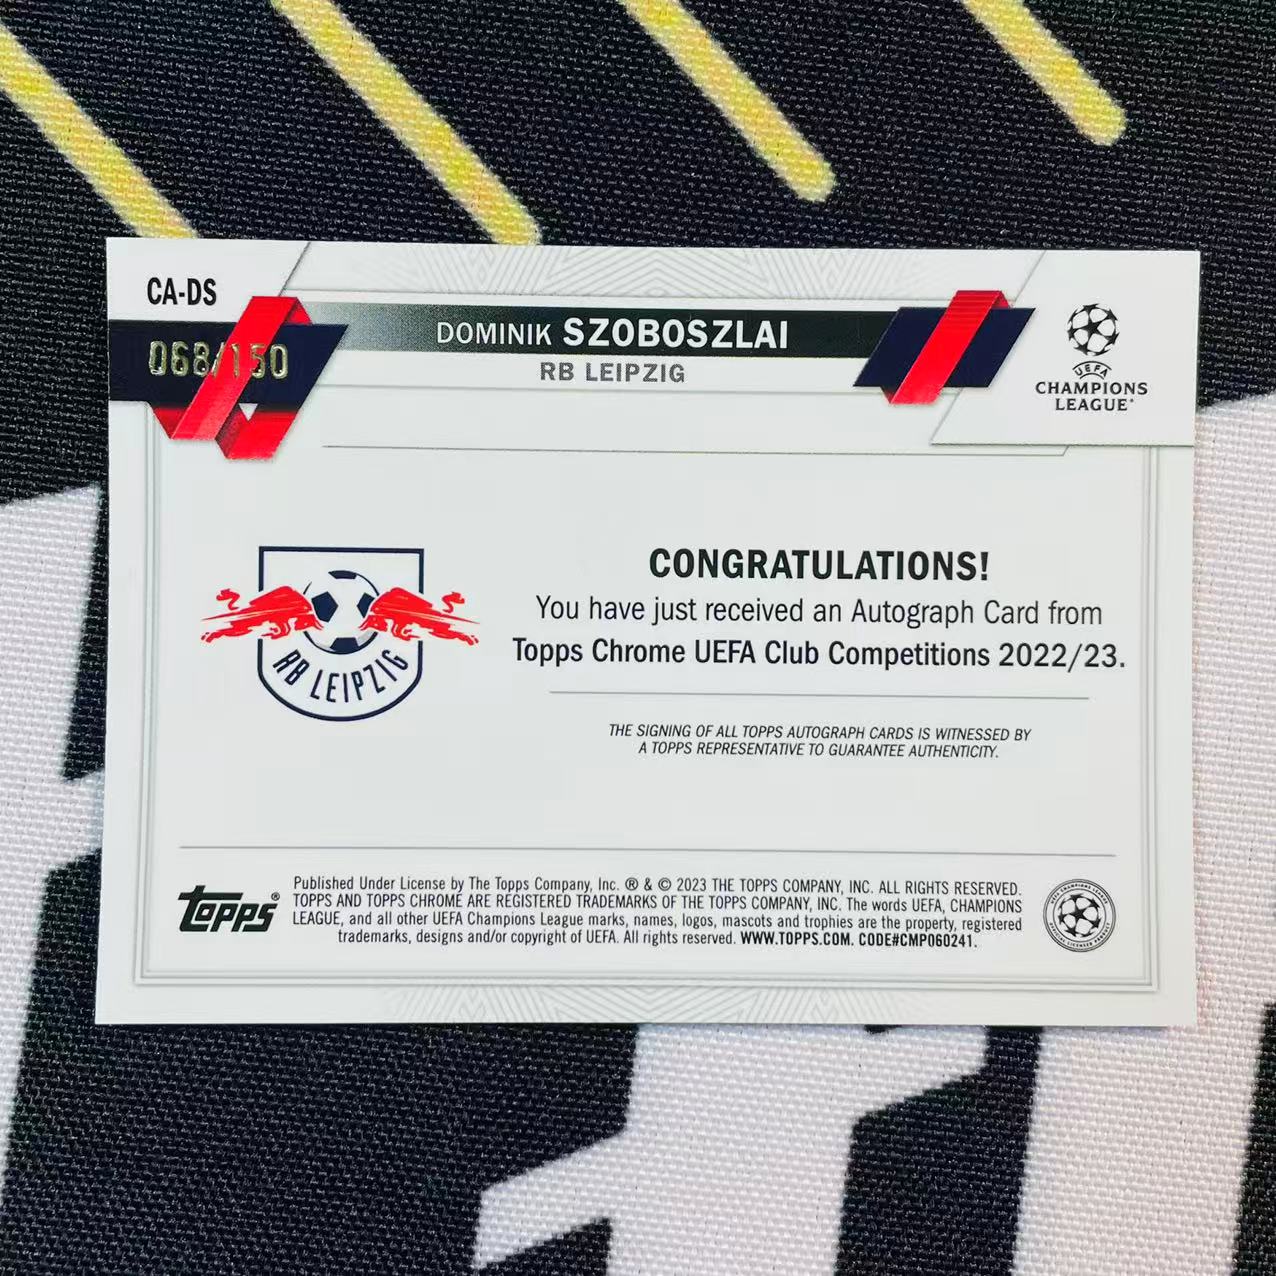 CA-DS
068/150
DOMINIK SZOBOSZLAI
RB LEIPZIG
UEFA
CHAMPIONS
LEAGUE®
RB LEIPZIG
CONGRATULATIONS!
You have just received an Autograph Card from
Topps Chrome UEFA Club Competitions 2022/23.
THE SIGNING OF ALL TOPPS AUTOGRAPH CARDS IS WITNESSED BY
A TOPPS REPRESENTATIVE TO GUARANTEE AUTHENTICITY.
topps®
Published Under License by The Topps Company, Inc. ® & © 2023 THE TOPPS COMPANY, INC. ALL RIGHTS RESERVED.
TOPPS AND TOPPS CHROME ARE REGISTERED TRADEMARKS OF THE TOPPS COMPANY, INC. The words UEFA, CHAMPIONS
LEAGUE, and all other UEFA Champions League marks, names, logos, mascots and trophies are the property, registered
trademarks, designs and/or copyright of UEFA. All rights reserved. WWW.TOPPS.COM. CODE#CMP060241.